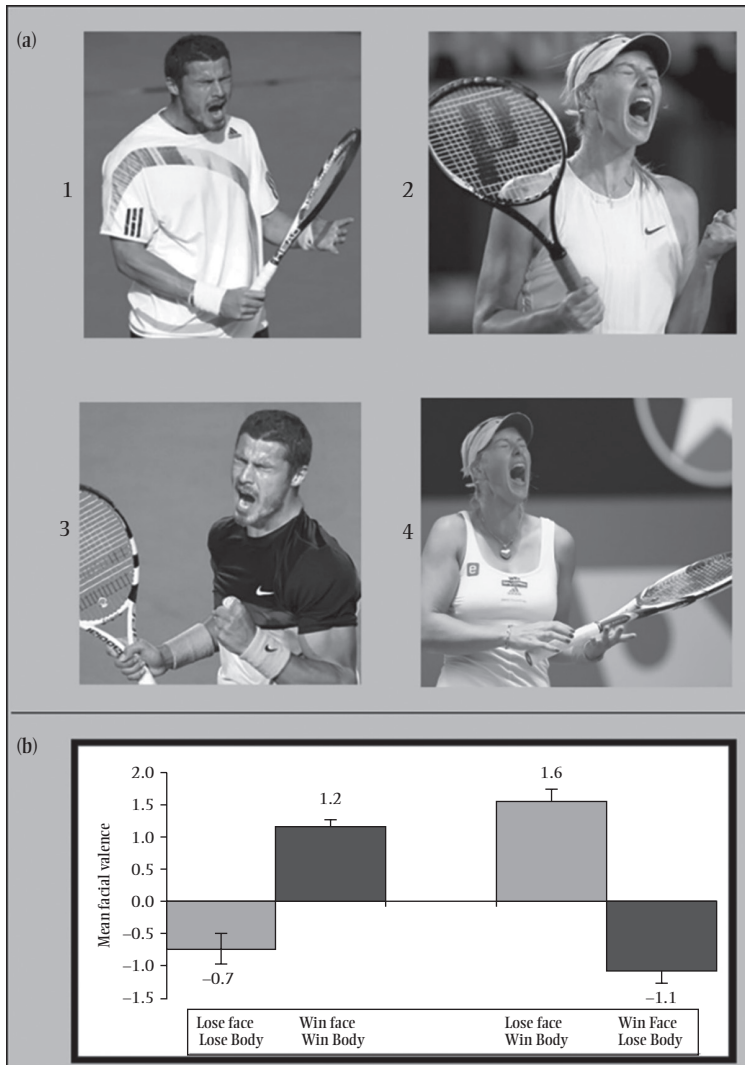 (a)
1
2
HEAD
3
4
(b)
2.0
1.5
1.0
0.5
0.0
–0.5
–1.0
–1.5
Mean facial valence
–0.7
1.2
1.6
–1.1
Lose face
Lose Body
Win face
Win Body
Lose face
Win Body
Win Face
Lose Body